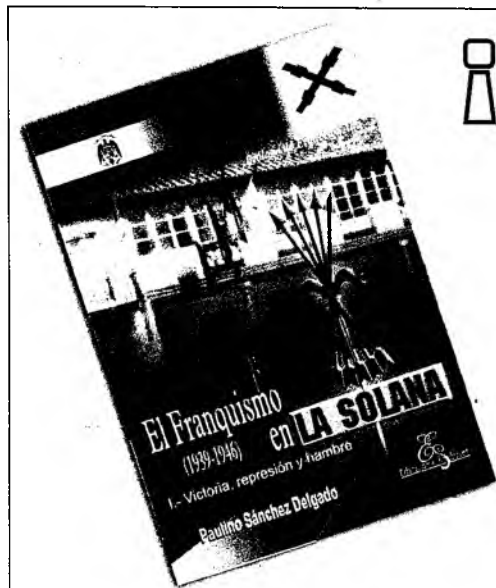 El Franquismo
(1939-1946) en LA SOLANA
I.- Victoria, represión y hambre
Paulino Sánchez Delgado